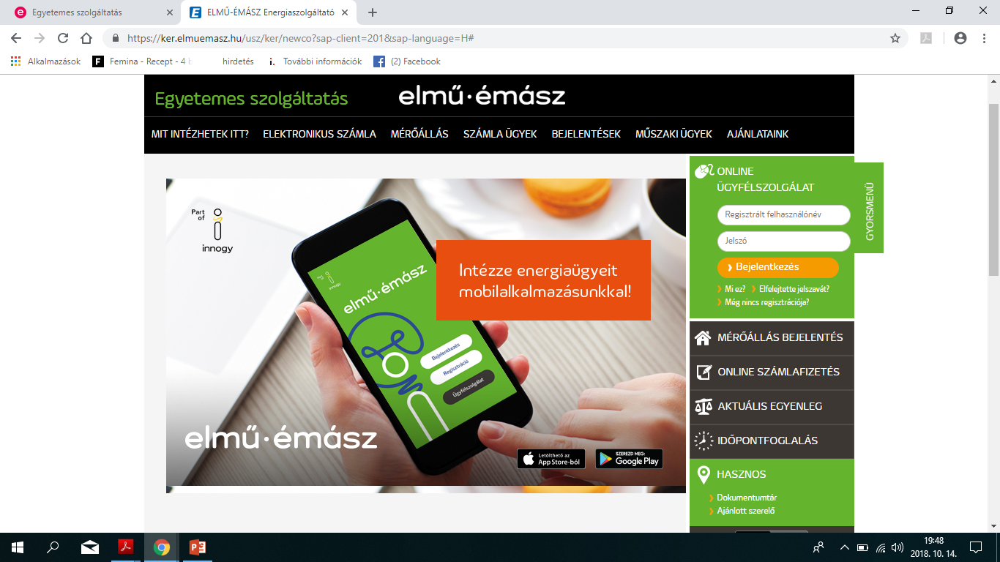 Egyetemes szolgáltatás
ELMŰ-ÉMÁSZ Energiaszolgáltató
https://ker.elmuemasz.hu/usz/ker/newco?sap-client=201&sap-language=H#
Alkalmazások
Femina - Recept - 4 b
hirdetés
i. További információk
(2) Facebook
Egyetemes szolgáltatás
elmű·émász
MIT INTÉZHETEK ITT?
ELEKTRONIKUS SZÁMLA
MÉRŐÁLLÁS
SZÁMLA ÜGYEK
BEJELENTÉSEK
MŰSZAKI ÜGYEK
AJÁNLATAINK
Part of
innogy
elmű·émász
Bejelentkezés
Regisztráció
Ügyfélszolgálat
Intézze energiaügyeit
mobilalkalmazásunkkal!
elmű·émász
Letölthető az
App Store-ból
SZEREZD MEG:
Google Play
ONLINE
ÜGYFÉLSZOLGÁLAT
Regisztrált felhasználónév
Jelszó
Bejelentkezés
Mi ez?
Elfelejtette jelszavát?
Még nincs regisztrációja?
GYORSMENÜ
MÉRŐÁLLÁS BEJELENTÉS
ONLINE SZÁMLAFIZETÉS
AKTUÁLIS EGYENLEG
IDŐPONTFOGLALÁS
HASZNOS
Dokumentumtár
Ajánlott szerelő
19:48
2018. 10. 14.